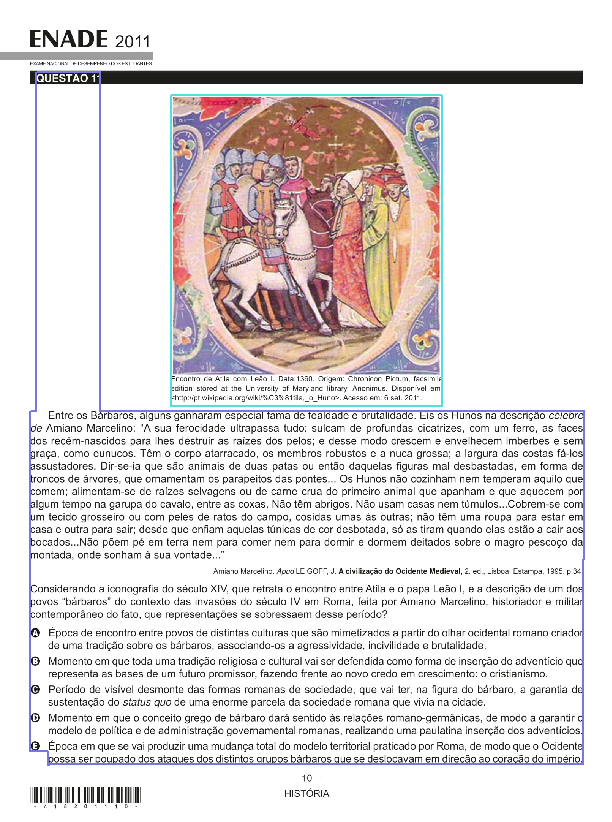 ENADE 2011
EXAME NACIONAL DE DESEMPENHO DOS ESTUDANTES
QUESTÃO 11
Encontro de Atila com Leão I. Data:1360. Origem: Chronicon Pictum, facsimile
edition stored at the University of Maryland library. Anonimus. Disponível em:
<http://pt.wikipedia.org/wiki/%C3%81tila,_o_Huno>. Acesso em: 6 set. 2011.
Entre os Bárbaros, alguns ganharam especial fama de fealdade e brutalidade. Eis os Hunos na descrição célebre
de Amiano Marcelino: “A sua ferocidade ultrapassa tudo: sulcam de profundas cicatrizes, com um ferro, as faces
dos recém-nascidos para lhes destruir as raízes dos pelos; e desse modo crescem e envelhecem imberbes e sem
graça, como eunucos. Têm o corpo atarracado, os membros robustos e a nuca grossa; a largura das costas fá-los
assustadores. Dir-se-ia que são animais de duas patas ou então daquelas figuras mal desbastadas, em forma de
troncos de árvores, que ornamentam os parapeitos das pontes... Os Hunos não cozinham nem temperam aquilo que
comem; alimentam-se de raízes selvagens ou de carne crua do primeiro animal que apanham e que aquecem por
algum tempo na garupa do cavalo, entre as coxas. Não têm abrigos. Não usam casas nem túmulos...Cobrem-se com
um tecido grosseiro ou com peles de ratos do campo, cosidas umas às outras; não têm uma roupa para estar em
casa e outra para sair; desde que enfiam aquelas túnicas de cor desbotada, só as tiram quando elas estão a cair aos
bocados...Não põem pé em terra nem para comer nem para dormir e dormem deitados sobre o magro pescoço da
montada, onde sonham à sua vontade...”
Amiano Marcelino. Apud LE GOFF, J. A civilização do Ocidente Medieval, 2. ed., Lisboa: Estampa, 1995, p.34.
Considerando a iconografia do século XIV, que retrata o encontro entre Atila e o papa Leão I, e a descrição de um dos
povos “bárbaros” do contexto das invasões do século IV em Roma, feita por Amiano Marcelino, historiador e militar
contemporâneo do fato, que representações se sobressaem desse período?
A Época de encontro entre povos de distintas culturas que são mimetizados a partir do olhar ocidental romano criador
de uma tradição sobre os bárbaros, associando-os a agressividade, incivilidade e brutalidade.
B Momento em que toda uma tradição religiosa e cultural vai ser defendida como forma de inserção do adventício que
representa as bases de um futuro promissor, fazendo frente ao novo credo em crescimento: o cristianismo.
C Período de visível desmonte das formas romanas de sociedade, que vai ter, na figura do bárbaro, a garantia de
sustentação do status quo de uma enorme parcela da sociedade romana que vivia na cidade.
D Momento em que o conceito grego de bárbaro dará sentido às relações romano-germânicas, de modo a garantir o
modelo de política e de administração governamental romanas, realizando uma paulatina inserção dos adventícios.
E Época em que se vai produzir uma mudança total do modelo territorial praticado por Roma, de modo que o Ocidente
possa ser poupado dos ataques dos distintos grupos bárbaros que se deslocavam em direção ao coração do império.
10
HISTÓRIA